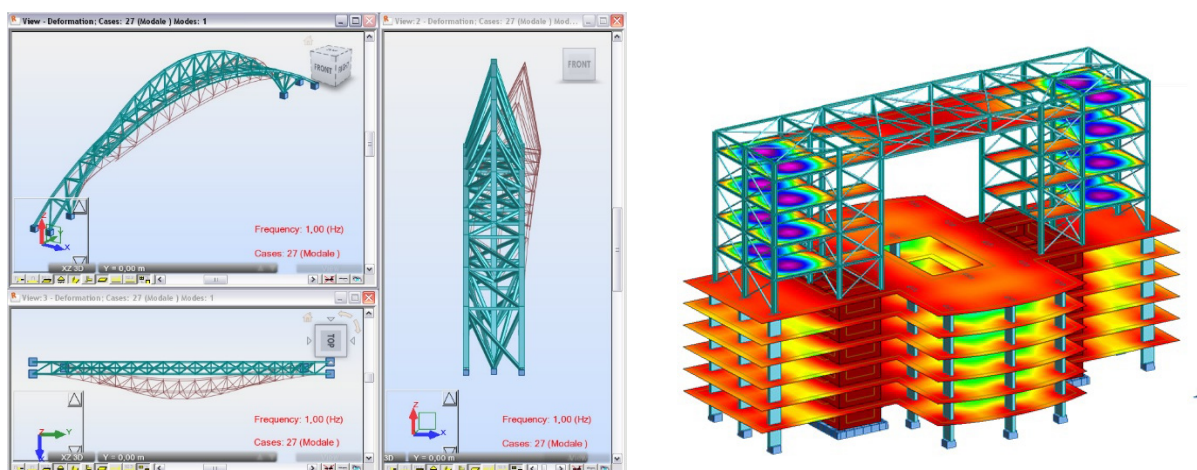 View - Deformation; Cases: 27 (Modale ) Modes: 1
FRONT
Z
X
Frequency: 1,00 (Hz)
Cases: 27 (Modale )
XZ 3D
Y = 0,00 m
View:3 - Deformation; Cases: 27 (Modale ) Modes: 1
TOP
Z
Y
X
Frequency: 1,00 (Hz)
Cases: 27 (Modale )
Y = 0,00 m
View:2 - Deformation; Cases: 27 (Modale ) Mod...
FRONT
Z
X
Frequency: 1,00 (Hz)
Cases: 27 (Modale )
3D
Y = 0,00 m